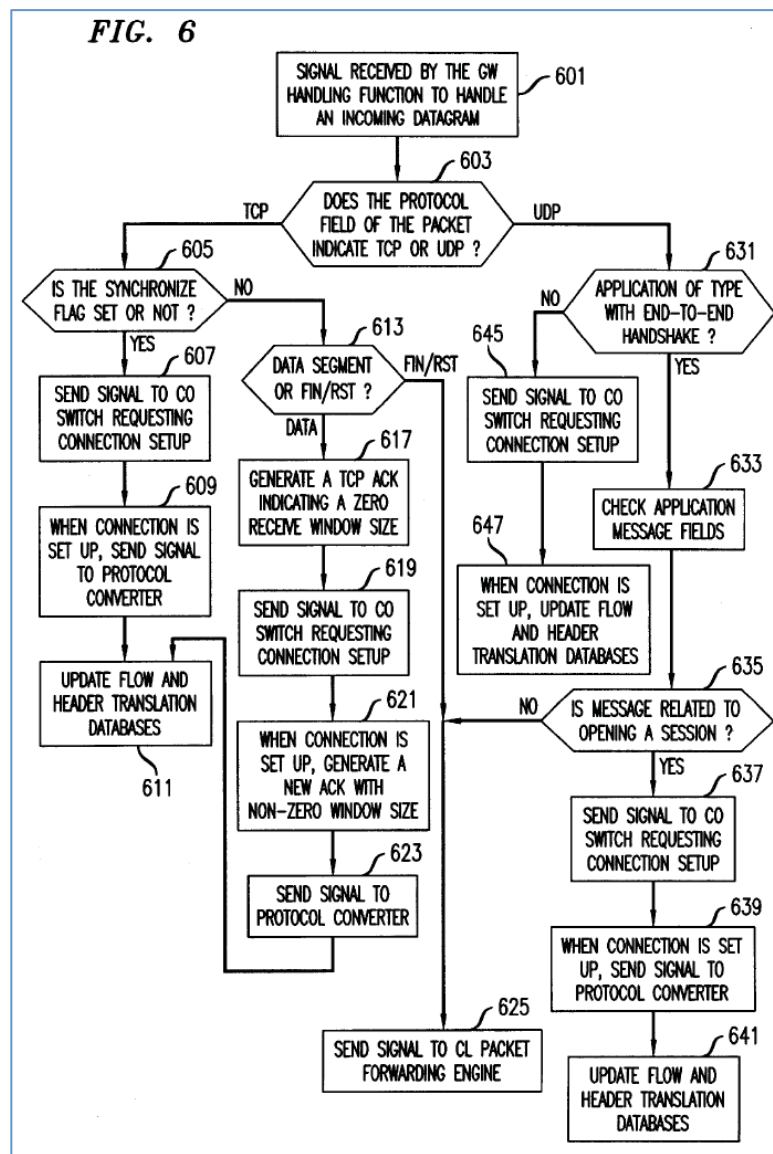 FIG. 6
SIGNAL RECEIVED BY THE GW
HANDLING FUNCTION TO HANDLE
AN INCOMING DATAGRAM
601
603
DOES THE PROTOCOL
FIELD OF THE PACKET
INDICATE TCP OR UDP ?
TCP
UDP
605
IS THE SYNCHRONIZE
FLAG SET OR NOT ?
NO
YES
631
APPLICATION OF TYPE
WITH END-TO-END
HANDSHAKE ?
NO
YES
607
SEND SIGNAL TO CO
SWITCH REQUESTING
CONNECTION SETUP
613
DATA SEGMENT
OR FIN/RST ?
FIN/RST
DATA
645
SEND SIGNAL TO CO
SWITCH REQUESTING
CONNECTION SETUP
609
WHEN CONNECTION IS
SET UP, SEND SIGNAL
TO PROTOCOL
CONVERTER
617
GENERATE A TCP ACK
INDICATING A ZERO
RECEIVE WINDOW SIZE
633
CHECK APPLICATION
MESSAGE FIELDS
647
WHEN CONNECTION IS
SET UP, UPDATE FLOW
AND HEADER
TRANSLATION DATABASES
619
SEND SIGNAL TO CO
SWITCH REQUESTING
CONNECTION SETUP
UPDATE FLOW AND
HEADER TRANSLATION
DATABASES
611
635
IS MESSAGE RELATED TO
OPENING A SESSION ?
NO
YES
621
WHEN CONNECTION IS
SET UP, GENERATE A
NEW ACK WITH
NON-ZERO WINDOW SIZE
637
SEND SIGNAL TO CO
SWITCH REQUESTING
CONNECTION SETUP
623
SEND SIGNAL TO
PROTOCOL CONVERTER
639
WHEN CONNECTION IS SET
UP, SEND SIGNAL TO
PROTOCOL CONVERTER
625
SEND SIGNAL TO CL PACKET
FORWARDING ENGINE
641
UPDATE FLOW AND
HEADER TRANSLATION
DATABASES